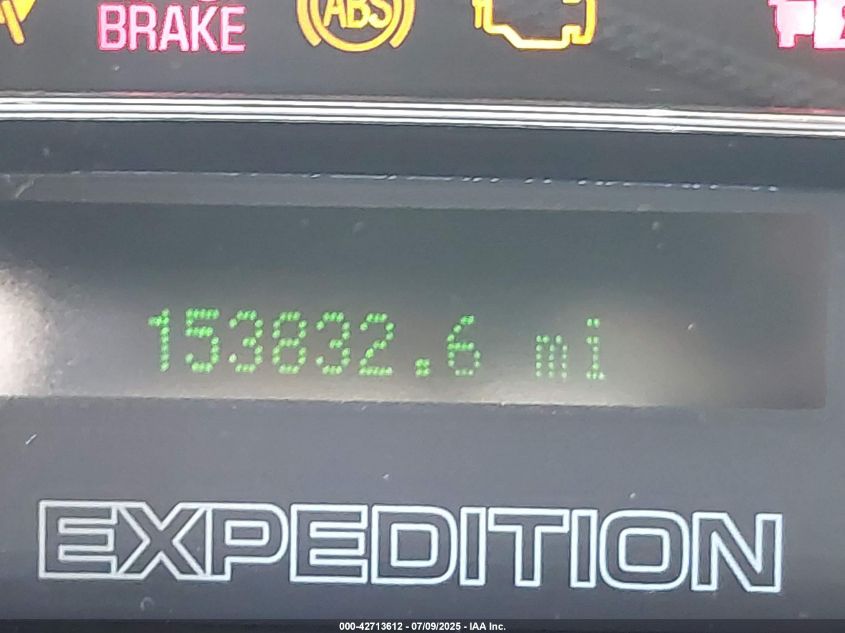 BRAKE
ABS
153832.6 mi
EXPEDITION
000-42713612 - 07/09/2025 - IAA Inc.